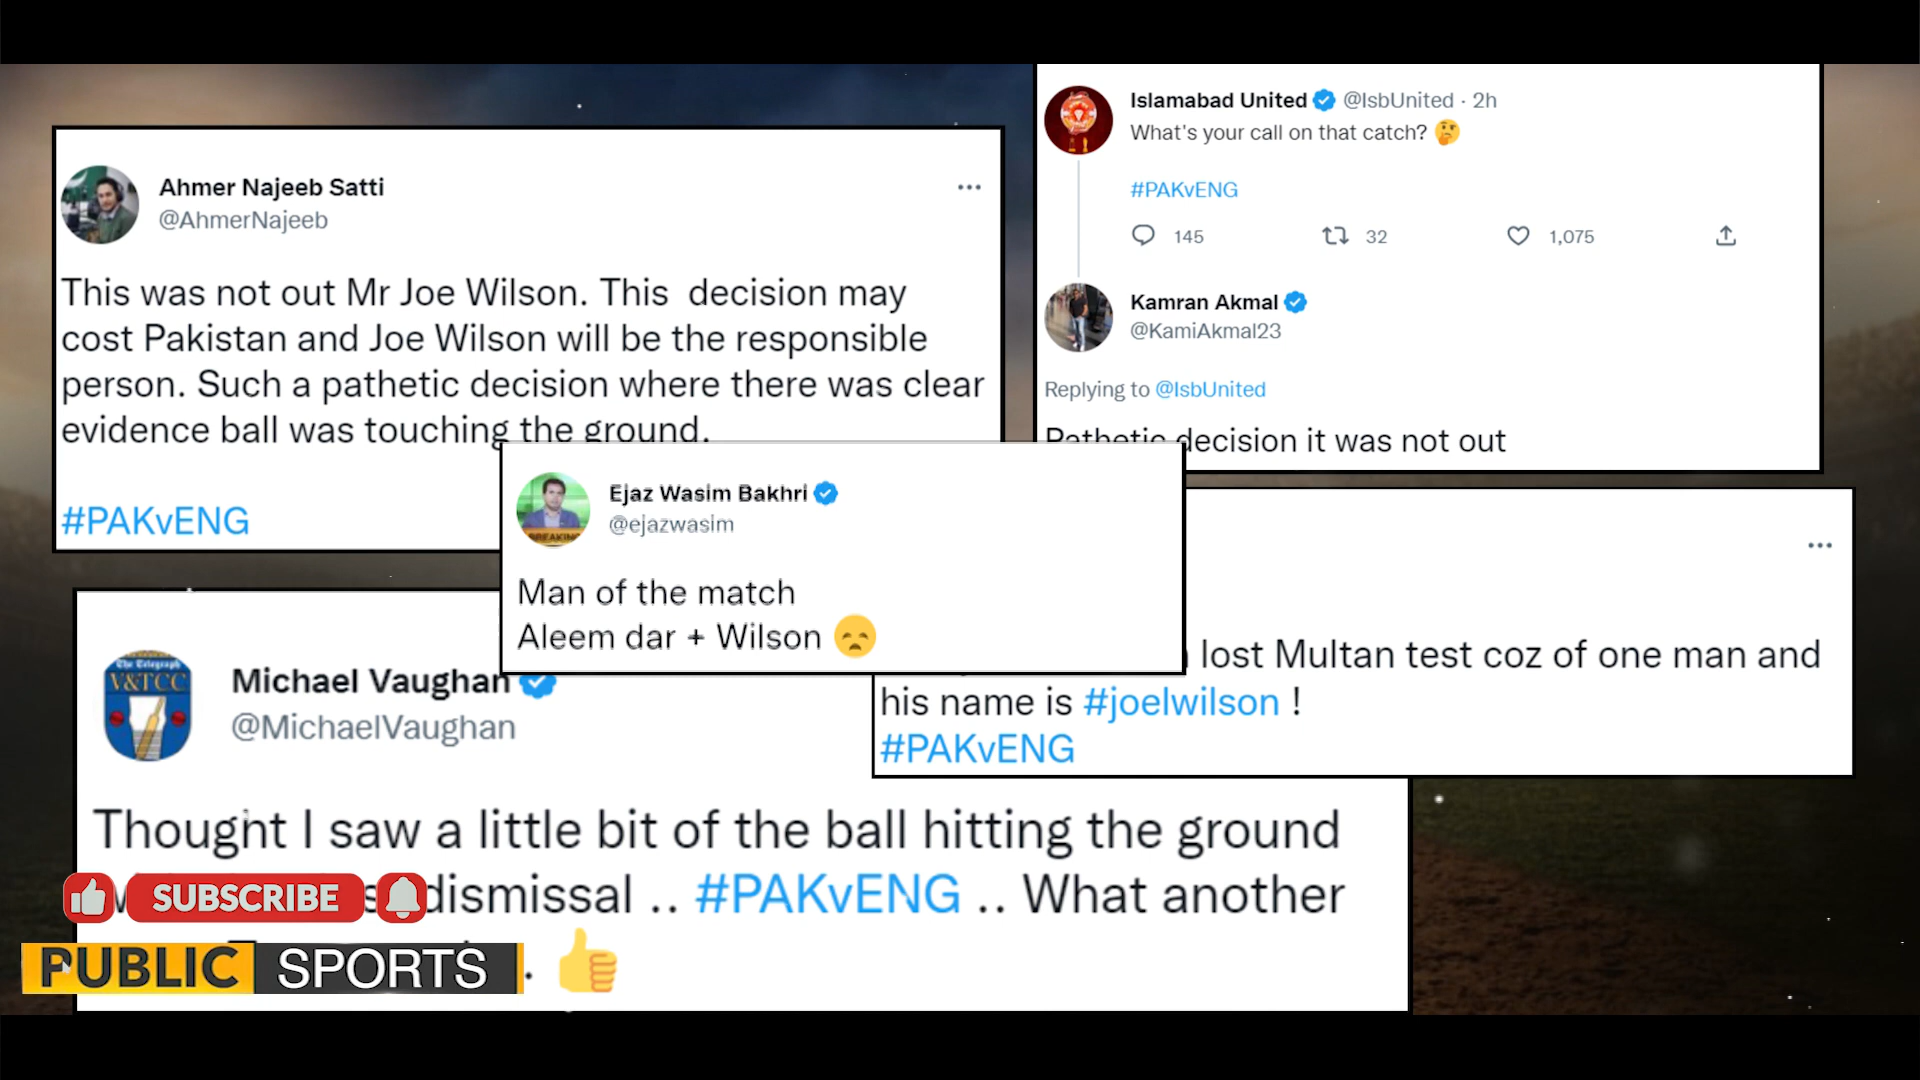 Ahmer Najeeb Satti
@AhmerNajeeb
This was not out Mr Joe Wilson. This decision may
cost Pakistan and Joe Wilson will be the responsible
person. Such a pathetic decision where there was clear
evidence ball was touching the ground.
#PAKvENG
Islamabad United @IsbUnited · 2h
What's your call on that catch? 🤔
#PAKvENG
145 32 1,075
Kamran Akmal
@KamiAkmal23
Replying to @IsbUnited
Pathetic decision it was not out
Ejaz Wasim Bakhri
@ejazwasim
BREAKING
Man of the match
Aleem dar + Wilson 😞
lost Multan test coz of one man and
his name is #joelwilson !
#PAKvENG
The Telegraph
V&TCC
Michael Vaughan
@MichaelVaughan
Thought I saw a little bit of the ball hitting the ground
dismissal .. #PAKvENG .. What another
👍
SUBSCRIBE
PUBLIC SPORTS